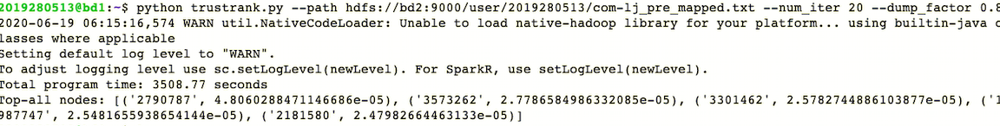 2019280513@bd1:~$ python trustrank.py --path hdfs://bd2:9000/user/2019280513/com-lj_pre_mapped.txt --num_iter 20 --dump_factor 0.8
2020-06-19 06:15:16,574 WARN util.NativeCodeLoader: Unable to load native-hadoop library for your platform... using builtin-java c
lasses where applicable
Setting default log level to "WARN".
To adjust logging level use sc.setLogLevel(newLevel). For SparkR, use setLogLevel(newLevel).
Total program time: 3508.77 seconds
Top-all nodes: [('2790787', 4.8060288471146686e-05), ('3573262', 2.7786584986332085e-05), ('3301462', 2.5782744886103877e-05), ('1
987747', 2.5481655938654144e-05), ('2181580', 2.47982664463133e-05)]